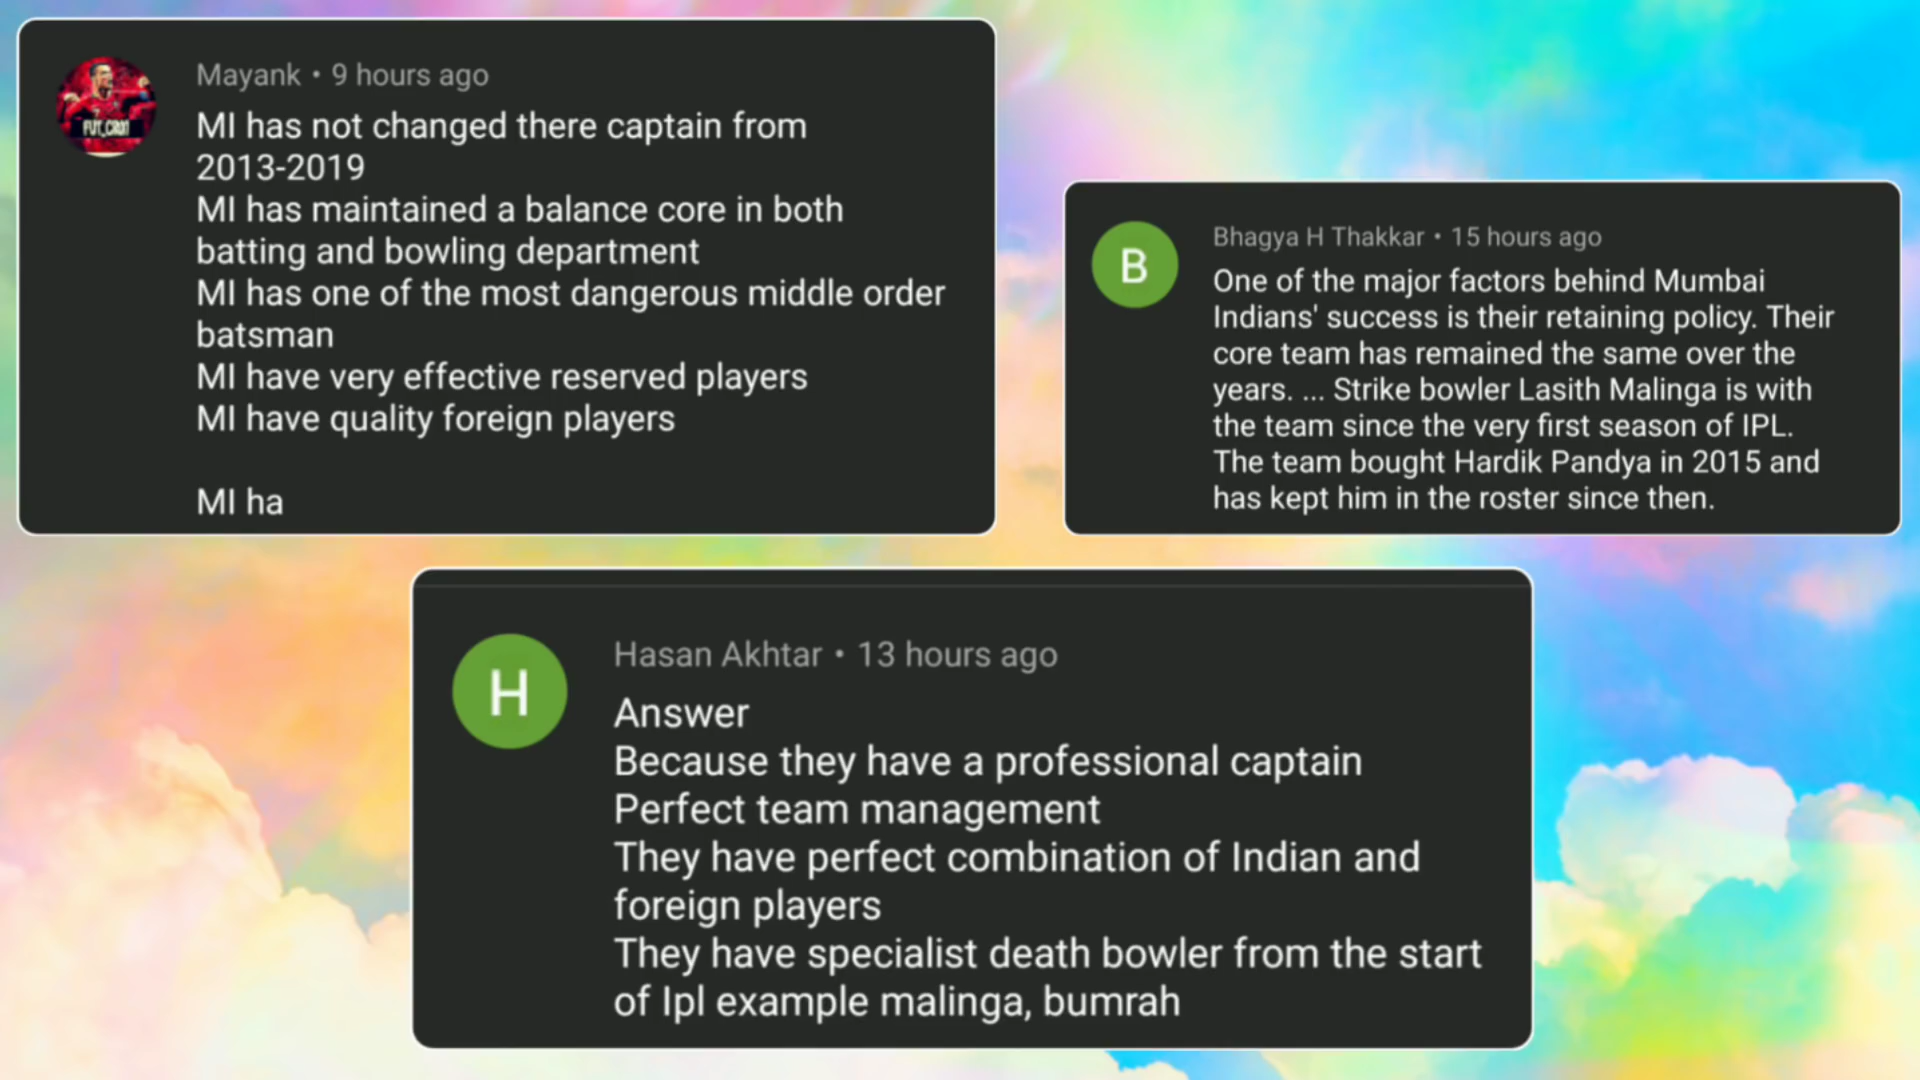 Mayank • 9 hours ago
MI has not changed there captain from
2013-2019
MI has maintained a balance core in both
batting and bowling department
MI has one of the most dangerous middle order
batsman
MI have very effective reserved players
MI have quality foreign players
MI ha
FUT_CR07
B
Bhagya H Thakkar • 15 hours ago
One of the major factors behind Mumbai
Indians' success is their retaining policy. Their
core team has remained the same over the
years. ... Strike bowler Lasith Malinga is with
the team since the very first season of IPL.
The team bought Hardik Pandya in 2015 and
has kept him in the roster since then.
H
Hasan Akhtar • 13 hours ago
Answer
Because they have a professional captain
Perfect team management
They have perfect combination of Indian and
foreign players
They have specialist death bowler from the start
of Ipl example malinga, bumrah